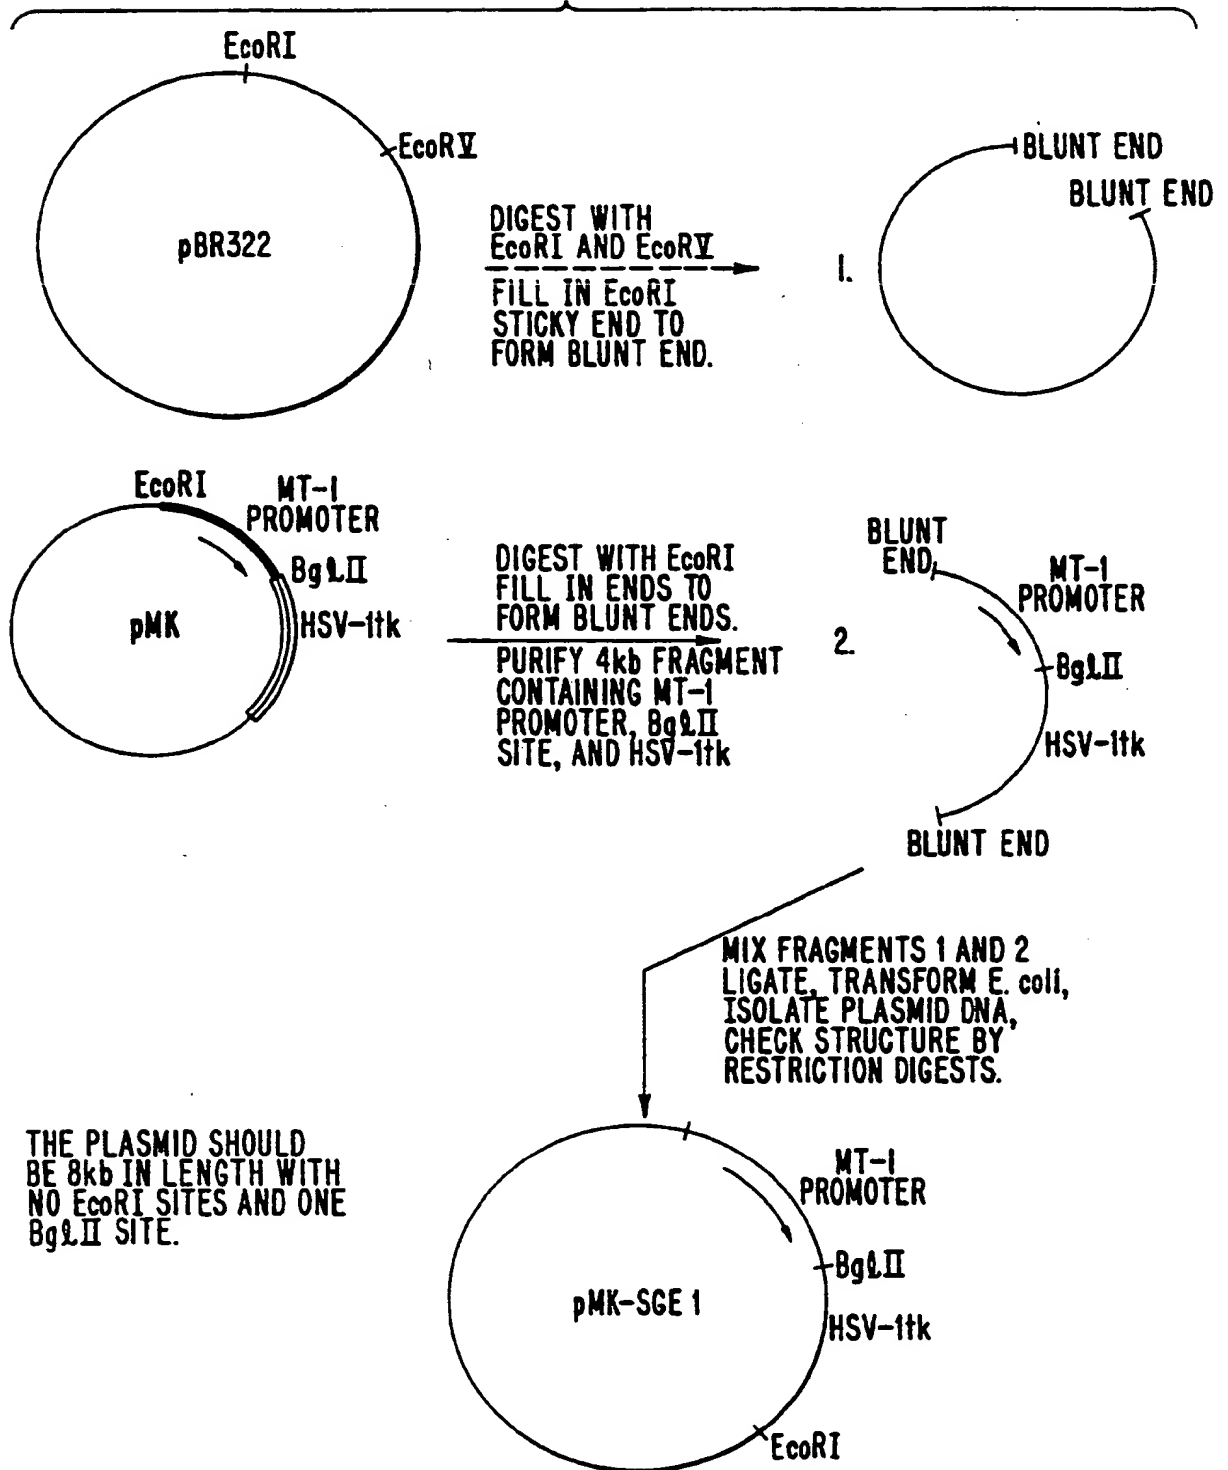 EcoRI
EcoRV
pBR322
DIGEST WITH
EcoRI AND EcoRV
FILL IN EcoRI
STICKY END TO
FORM BLUNT END.
1.
BLUNT END
BLUNT END
EcoRI
MT-1
PROMOTER
BglII
HSV-1tk
pMK
DIGEST WITH EcoRI
FILL IN ENDS TO
FORM BLUNT ENDS.
PURIFY 4kb FRAGMENT
CONTAINING MT-1
PROMOTER, BglII
SITE, AND HSV-1tk
2.
BLUNT
END
MT-1
PROMOTER
BglII
HSV-1tk
BLUNT END
MIX FRAGMENTS 1 AND 2
LIGATE, TRANSFORM E. coli,
ISOLATE PLASMID DNA,
CHECK STRUCTURE BY
RESTRICTION DIGESTS.
THE PLASMID SHOULD
BE 8kb IN LENGTH WITH
NO EcoRI SITES AND ONE
BglII SITE.
MT-1
PROMOTER
BglII
HSV-1tk
pMK-SGE 1
EcoRI